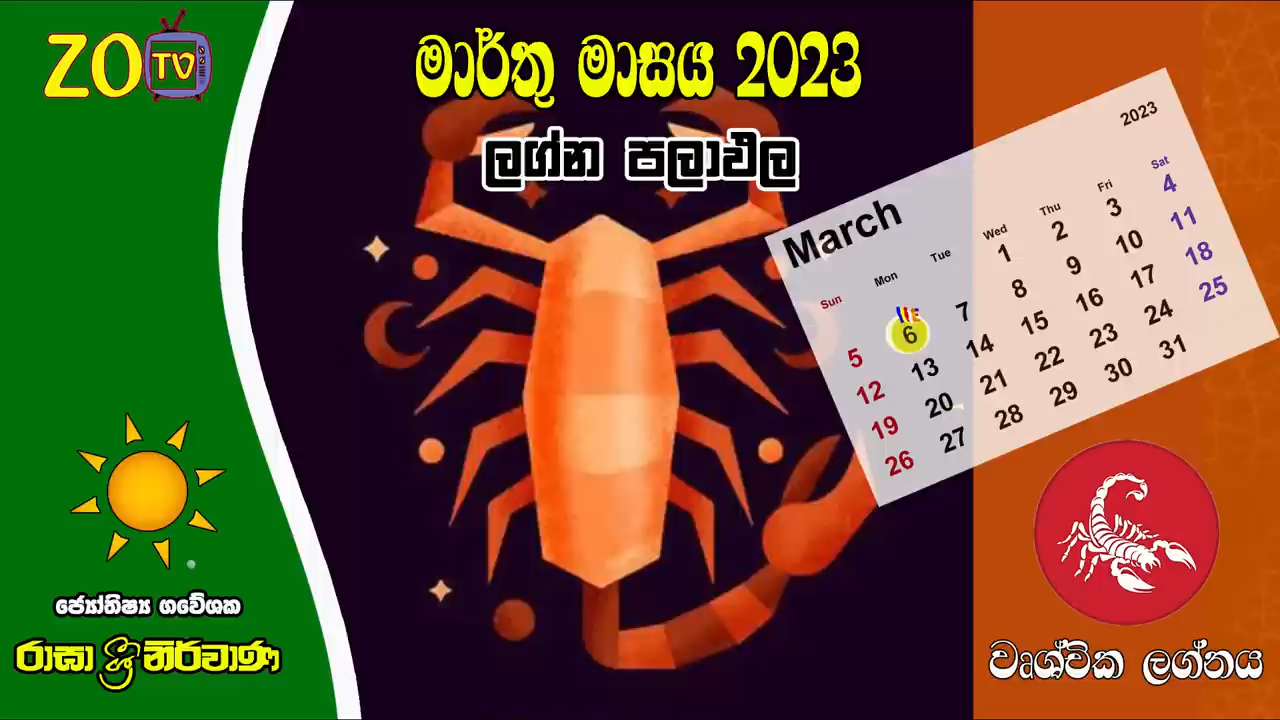 ZO TV
මාර්තු මාසය 2023
ලග්න පලාඵල
2023
March
Sun Mon Tue Wed Thu Fri Sat
1 2 3 4
5 6 7 8 9 10 11
12 13 14 15 16 17 18
19 20 21 22 23 24 25
26 27 28 29 30 31
ජ්‍යෝතිෂ්‍ය ගවේශක
රාසා ශ්‍රී නිර්වාණ
වෘශ්චික ලග්නය